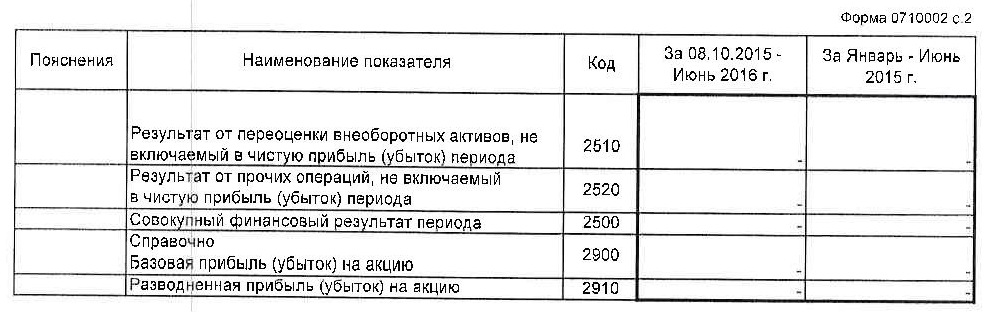 Форма 0710002 с.2
Пояснения Наименование показателя Код За 08.10.2015 - За Январь - Июнь
Июнь 2016 г. 2015 г.
Результат от переоценки внеоборотных активов, не 2510
включаемый в чистую прибыль (убыток) периода - -
Результат от прочих операций, не включаемый 2520
в чистую прибыль (убыток) периода - -
Совокупный финансовый результат периода 2500 - -
Справочно 2900
Базовая прибыль (убыток) на акцию - -
Разводненная прибыль (убыток) на акцию 2910 - -